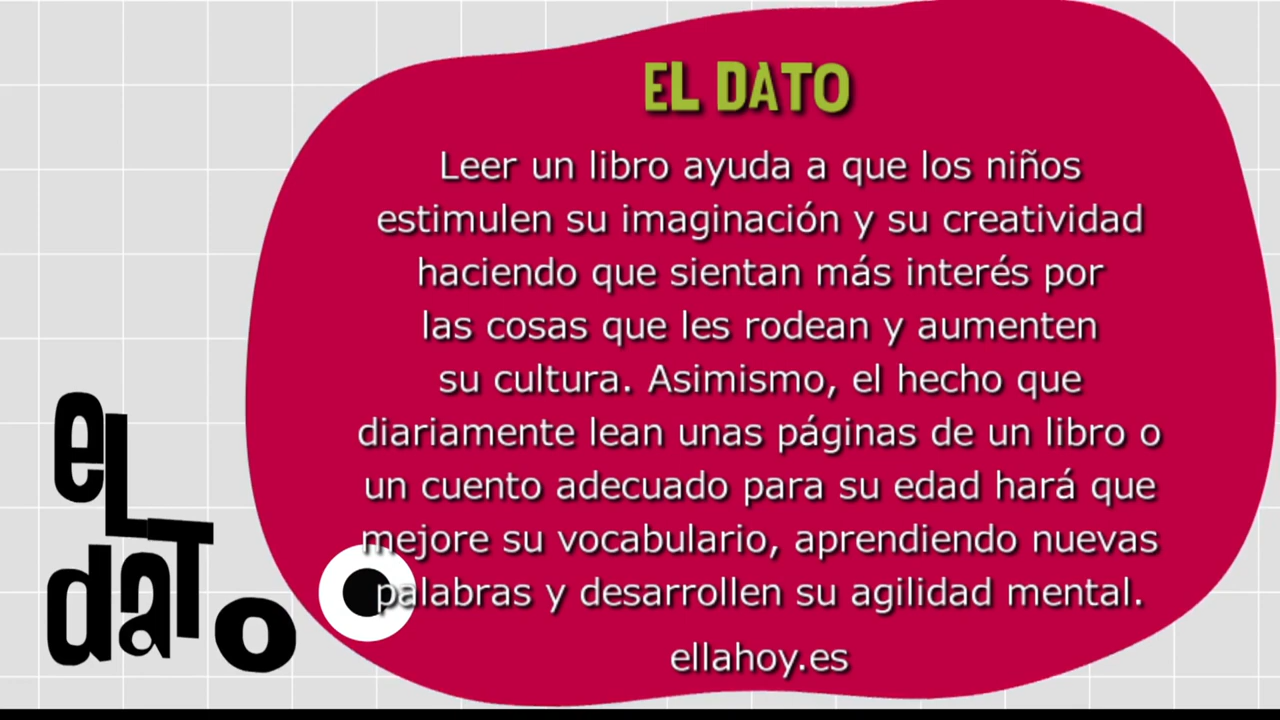 EL DATO
Leer un libro ayuda a que los niños
estimulen su imaginación y su creatividad
haciendo que sientan más interés por
las cosas que les rodean y aumenten
su cultura. Asimismo, el hecho que
diariamente lean unas páginas de un libro o
un cuento adecuado para su edad hará que
mejore su vocabulario, aprendiendo nuevas
palabras y desarrollen su agilidad mental.
ellahoy.es
eL
daTo